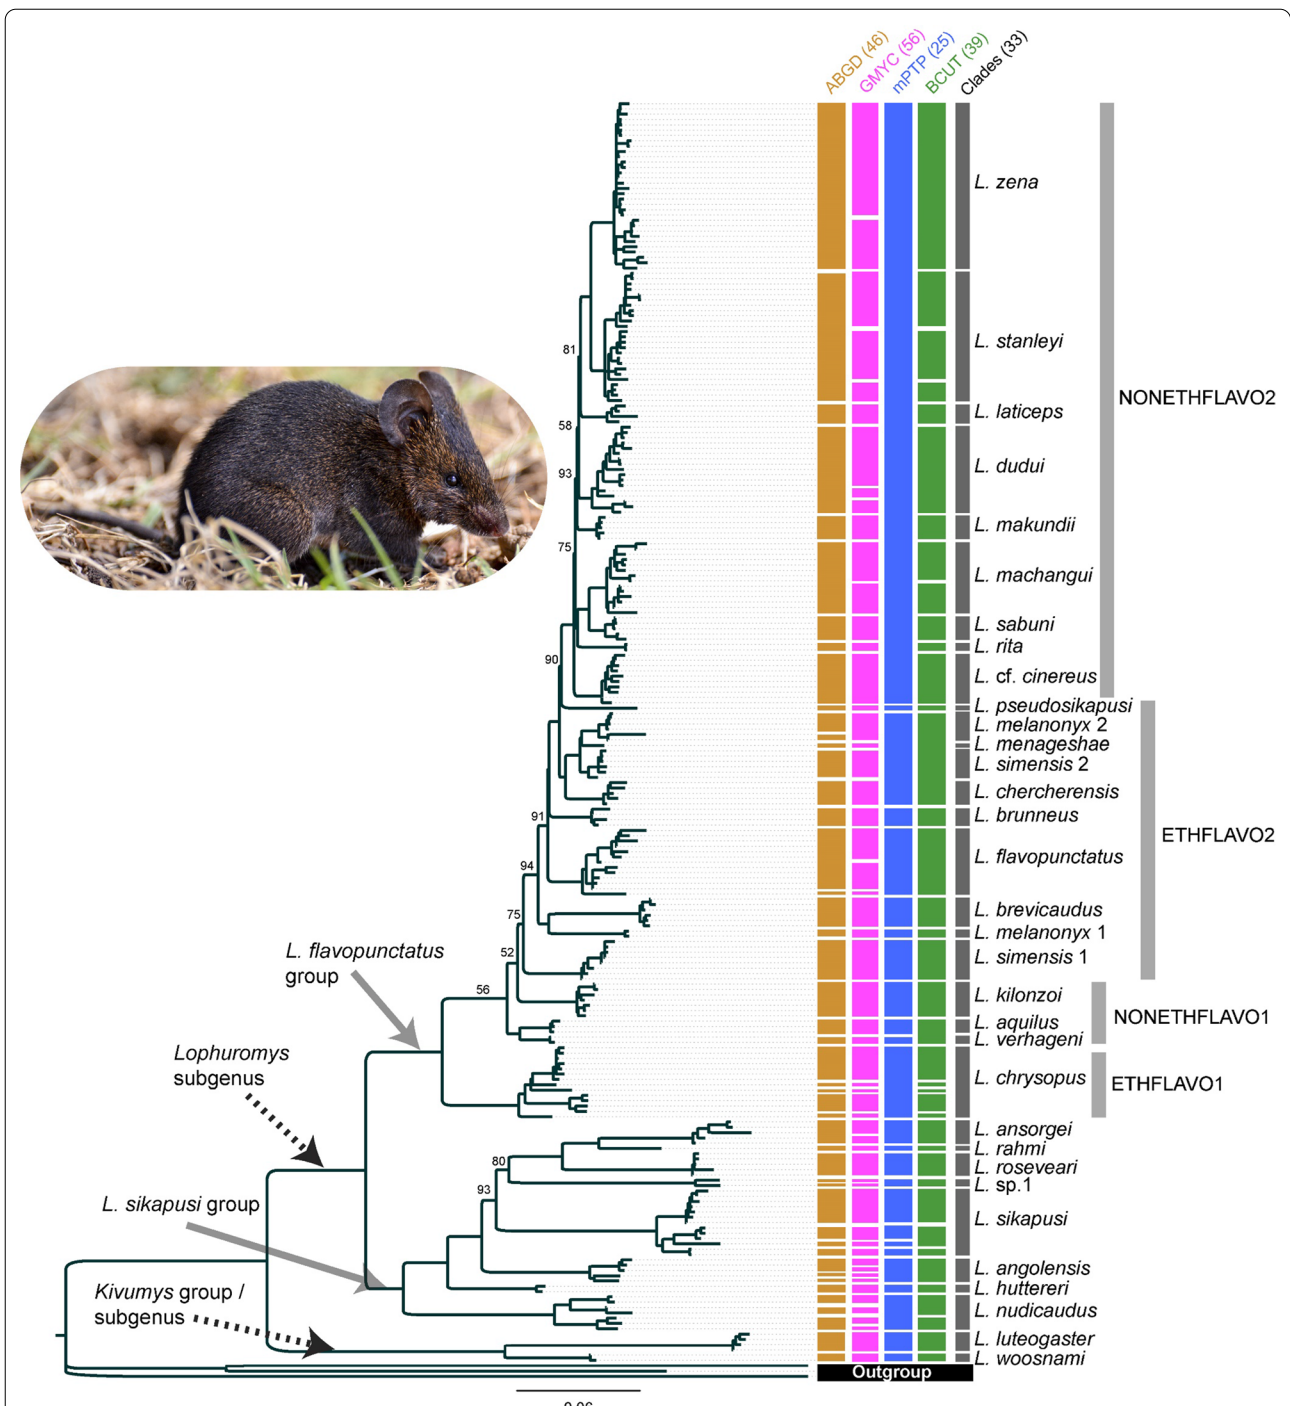 ABGD (46)
GMYC (56)
mPTP (25)
BCUT (39)
Clades (33)
L. zena
81
L. stanleyi
NONETHFLAVO2
L. laticeps
58
L. dudui
93
L. makundii
75
L. machangui
L. sabuni
L. rita
90
L. cf. cinereus
L. pseudosikapusi
L. melanonyx 2
L. menageshae
L. simensis 2
L. chercherensis
91
L. brunneus
ETHFLAVO2
L. flavopunctatus
94
L. brevicaudus
75
L. melanonyx 1
L. flavopunctatus
group
52
L. simensis 1
56
L. kilonzoi
NONETHFLAVO1
L. aquilus
L. verhageni
Lophuromys
subgenus
L. chrysopus
ETHFLAVO1
L. ansorgei
L. rahmi
80
L. roseveari
L. sp.1
93
L. sikapusi group
L. sikapusi
L. angolensis
Kivumys group /
subgenus
L. huttereri
L. nudicaudus
L. luteogaster
L. woosnami
Outgroup